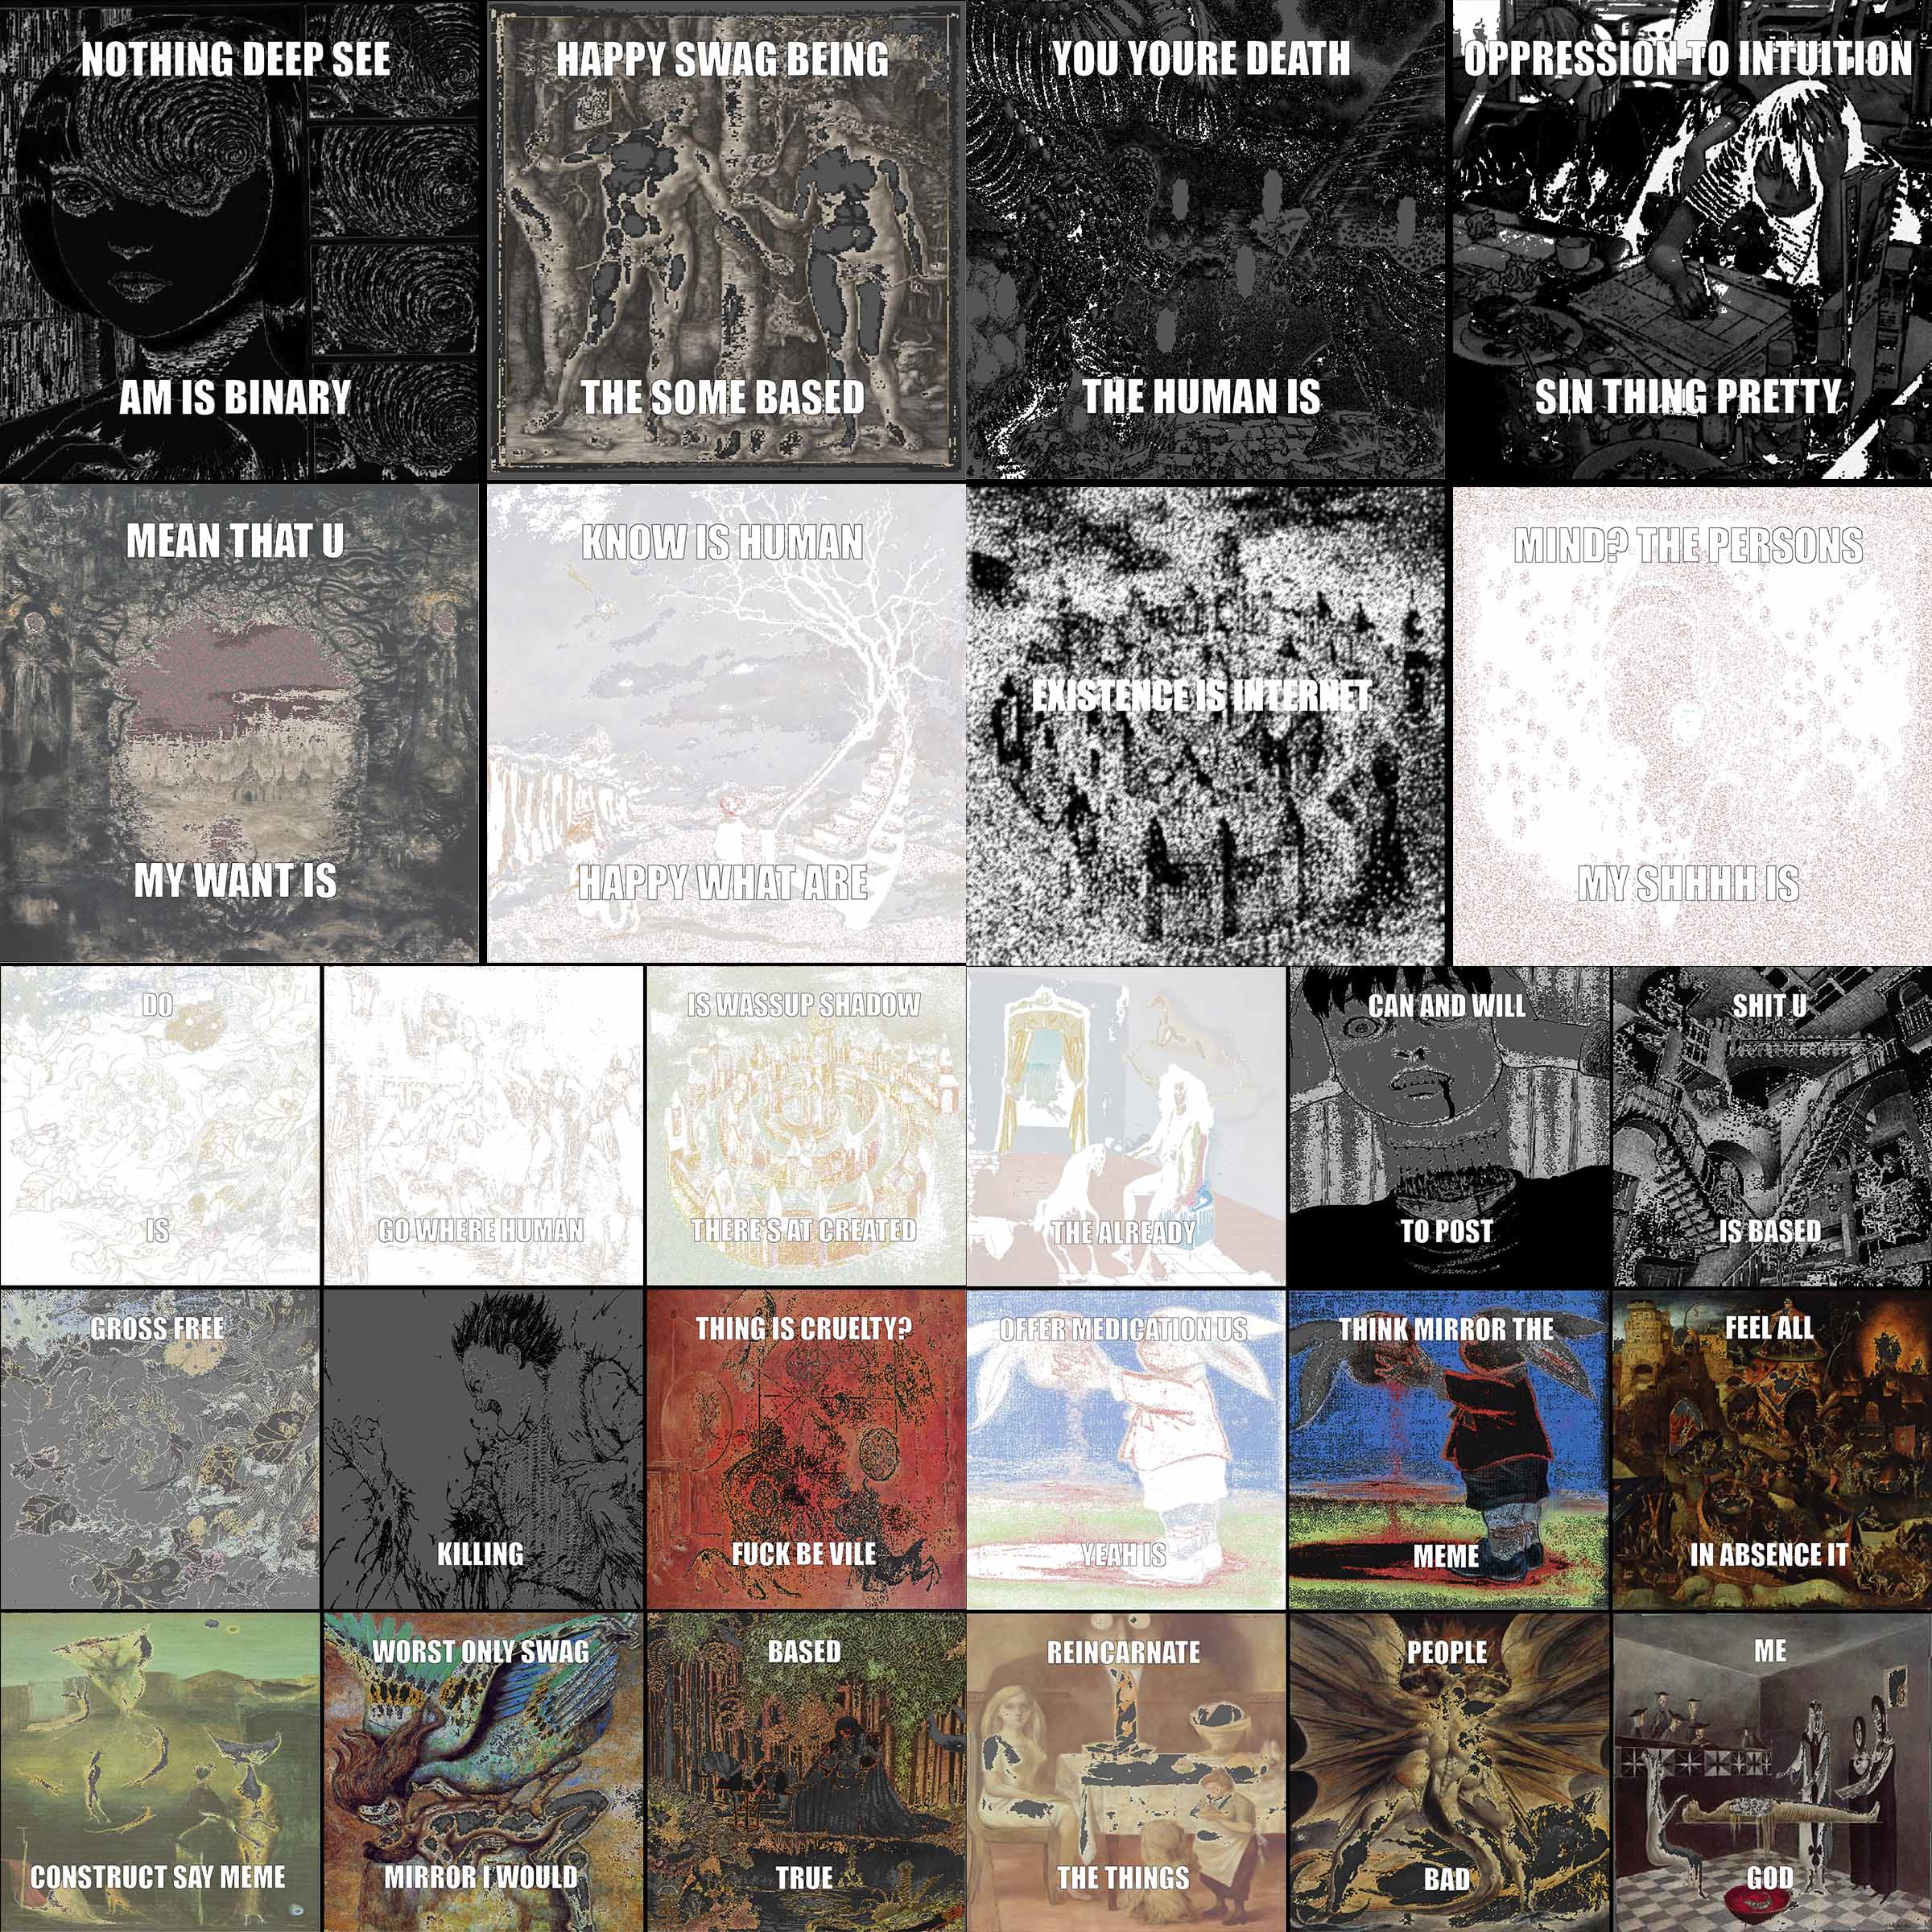 NOTHING DEEP SEE
AM IS BINARY
HAPPY SWAG BEING
THE SOME BASED
YOU YOURE DEATH
THE HUMAN IS
OPPRESSION TO INTUITION
SIN THING PRETTY
MEAN THAT U
MY WANT IS
KNOW IS HUMAN
HAPPY WHAT ARE
EXISTENCE IS INTERNET
MIND? THE PERSONS
MY SHHHH IS
DO
IS
GO WHERE HUMAN
IS WASSUP SHADOW
THERE'S AT CREATED
THE ALREADY
CAN AND WILL
TO POST
SHIT U
IS BASED
GROSS FREE
KILLING
THING IS CRUELTY?
FUCK BE VILE
OFFER MEDICATION US
YEAH IS
THINK MIRROR THE
MEME
FEEL ALL
IN ABSENCE IT
CONSTRUCT SAY MEME
WORST ONLY SWAG
MIRROR I WOULD
BASED
TRUE
REINCARNATE
THE THINGS
PEOPLE
BAD
ME
GOD